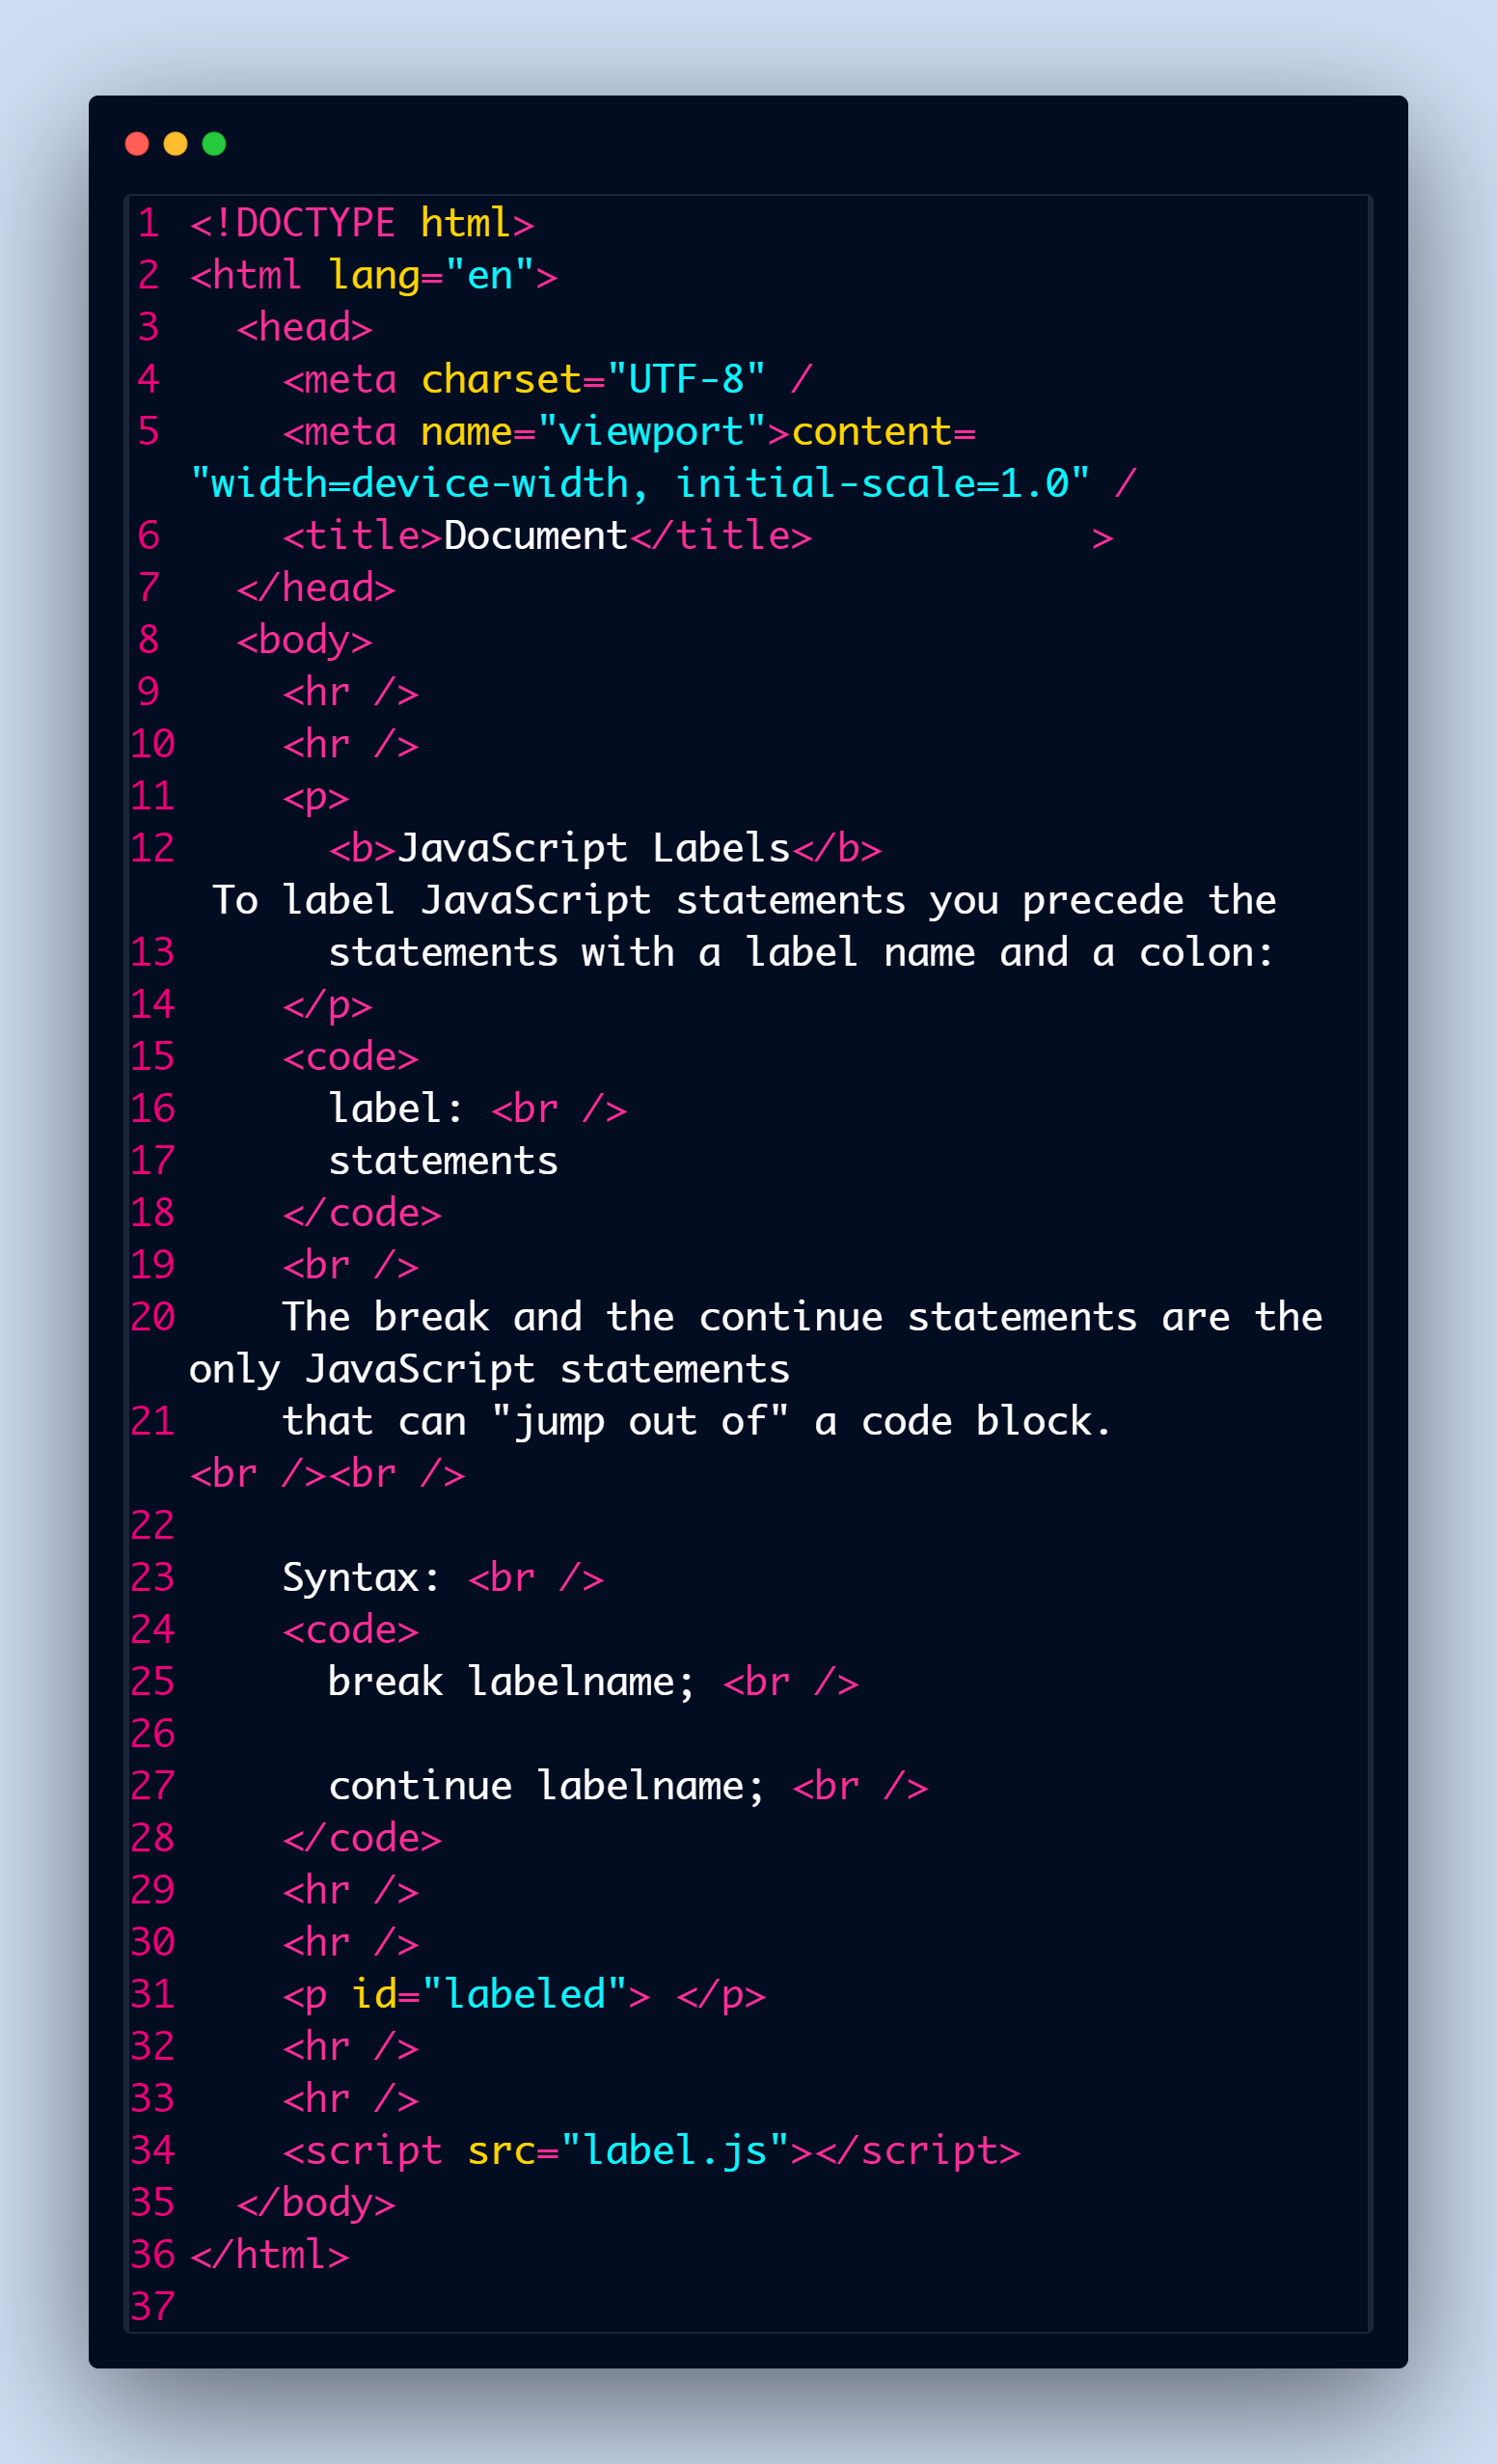 1 <!DOCTYPE html>
2 <html lang="en">
3   <head>
4     <meta charset="UTF-8" /
5     <meta name="viewport">content=
"width=device-width, initial-scale=1.0" /
6     <title>Document</title>            >
7   </head>
8   <body>
9     <hr />
10     <hr />
11     <p>
12       <b>JavaScript Labels</b>
 To label JavaScript statements you precede the
13       statements with a label name and a colon:
14     </p>
15     <code>
16       label: <br />
17       statements
18     </code>
19     <br />
20     The break and the continue statements are the
only JavaScript statements
21     that can "jump out of" a code block.
<br /><br />
22
23     Syntax: <br />
24     <code>
25       break labelname; <br />
26
27       continue labelname; <br />
28     </code>
29     <hr />
30     <hr />
31     <p id="labeled"> </p>
32     <hr />
33     <hr />
34     <script src="label.js"></script>
35   </body>
36 </html>
37